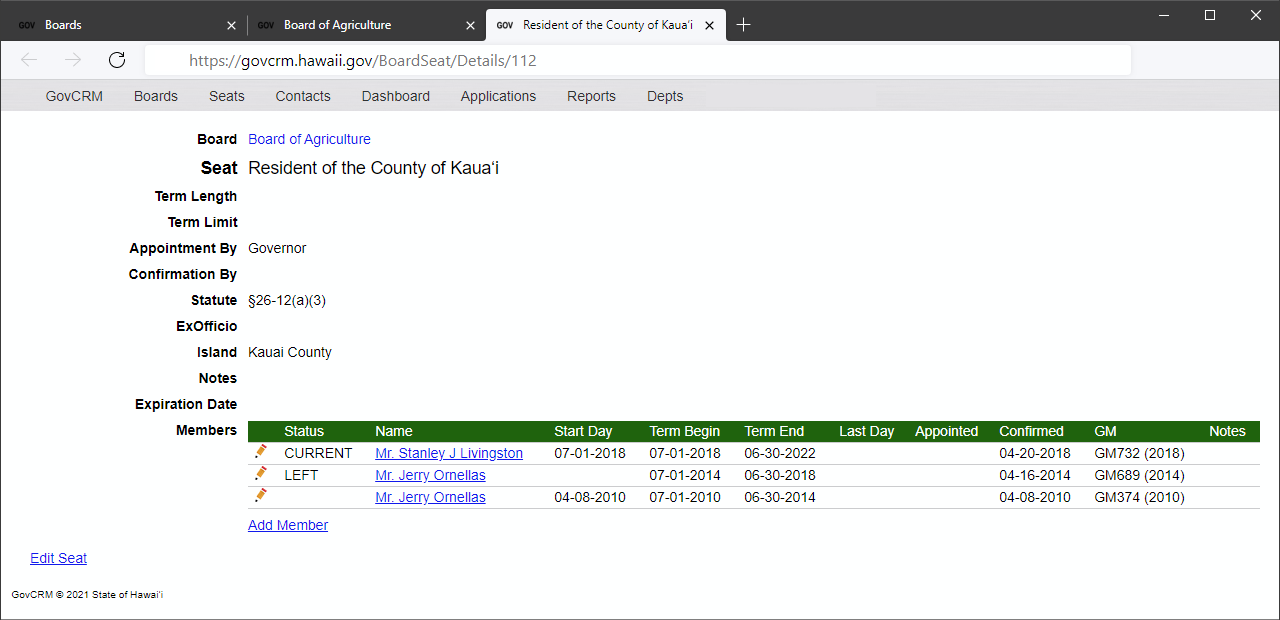 GOV Boards GOV Board of Agriculture GOV Resident of the County of Kauaʻi
https://govcrm.hawaii.gov/BoardSeat/Details/112
GovCRM Boards Seats Contacts Dashboard Applications Reports Depts
Board Board of Agriculture
Seat Resident of the County of Kauaʻi
Term Length
Term Limit
Appointment By Governor
Confirmation By
Statute §26-12(a)(3)
ExOfficio
Island Kauai County
Notes
Expiration Date
Members Status Name Start Day Term Begin Term End Last Day Appointed Confirmed GM Notes
CURRENT Mr. Stanley J Livingston 07-01-2018 07-01-2018 06-30-2022 04-20-2018 GM732 (2018)
LEFT Mr. Jerry Ornellas 07-01-2014 06-30-2018 04-16-2014 GM689 (2014)
Mr. Jerry Ornellas 04-08-2010 07-01-2010 06-30-2014 04-08-2010 GM374 (2010)
Add Member
Edit Seat
GovCRM © 2021 State of Hawaiʻi